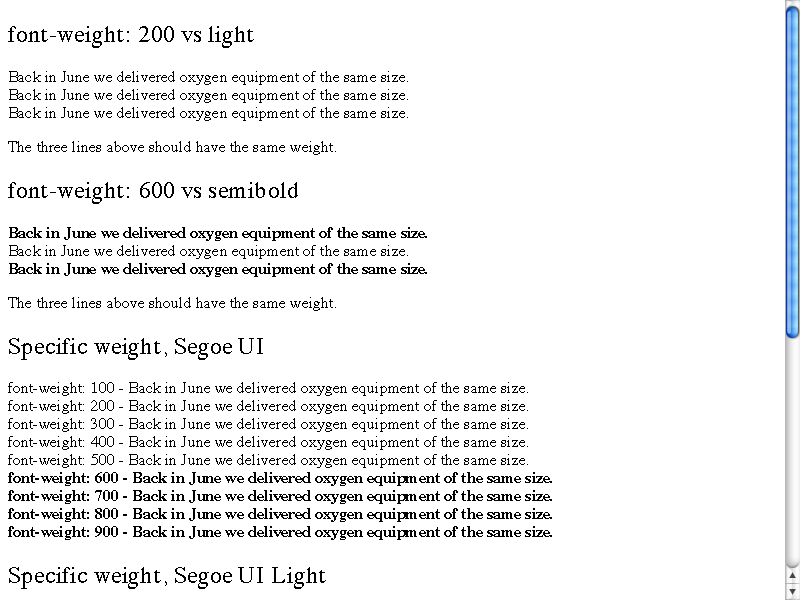 font-weight: 200 vs light
Back in June we delivered oxygen equipment of the same size.
Back in June we delivered oxygen equipment of the same size.
Back in June we delivered oxygen equipment of the same size.
The three lines above should have the same weight.
font-weight: 600 vs semibold
Back in June we delivered oxygen equipment of the same size.
Back in June we delivered oxygen equipment of the same size.
Back in June we delivered oxygen equipment of the same size.
The three lines above should have the same weight.
Specific weight, Segoe UI
font-weight: 100 - Back in June we delivered oxygen equipment of the same size.
font-weight: 200 - Back in June we delivered oxygen equipment of the same size.
font-weight: 300 - Back in June we delivered oxygen equipment of the same size.
font-weight: 400 - Back in June we delivered oxygen equipment of the same size.
font-weight: 500 - Back in June we delivered oxygen equipment of the same size.
font-weight: 600 - Back in June we delivered oxygen equipment of the same size.
font-weight: 700 - Back in June we delivered oxygen equipment of the same size.
font-weight: 800 - Back in June we delivered oxygen equipment of the same size.
font-weight: 900 - Back in June we delivered oxygen equipment of the same size.
Specific weight, Segoe UI Light